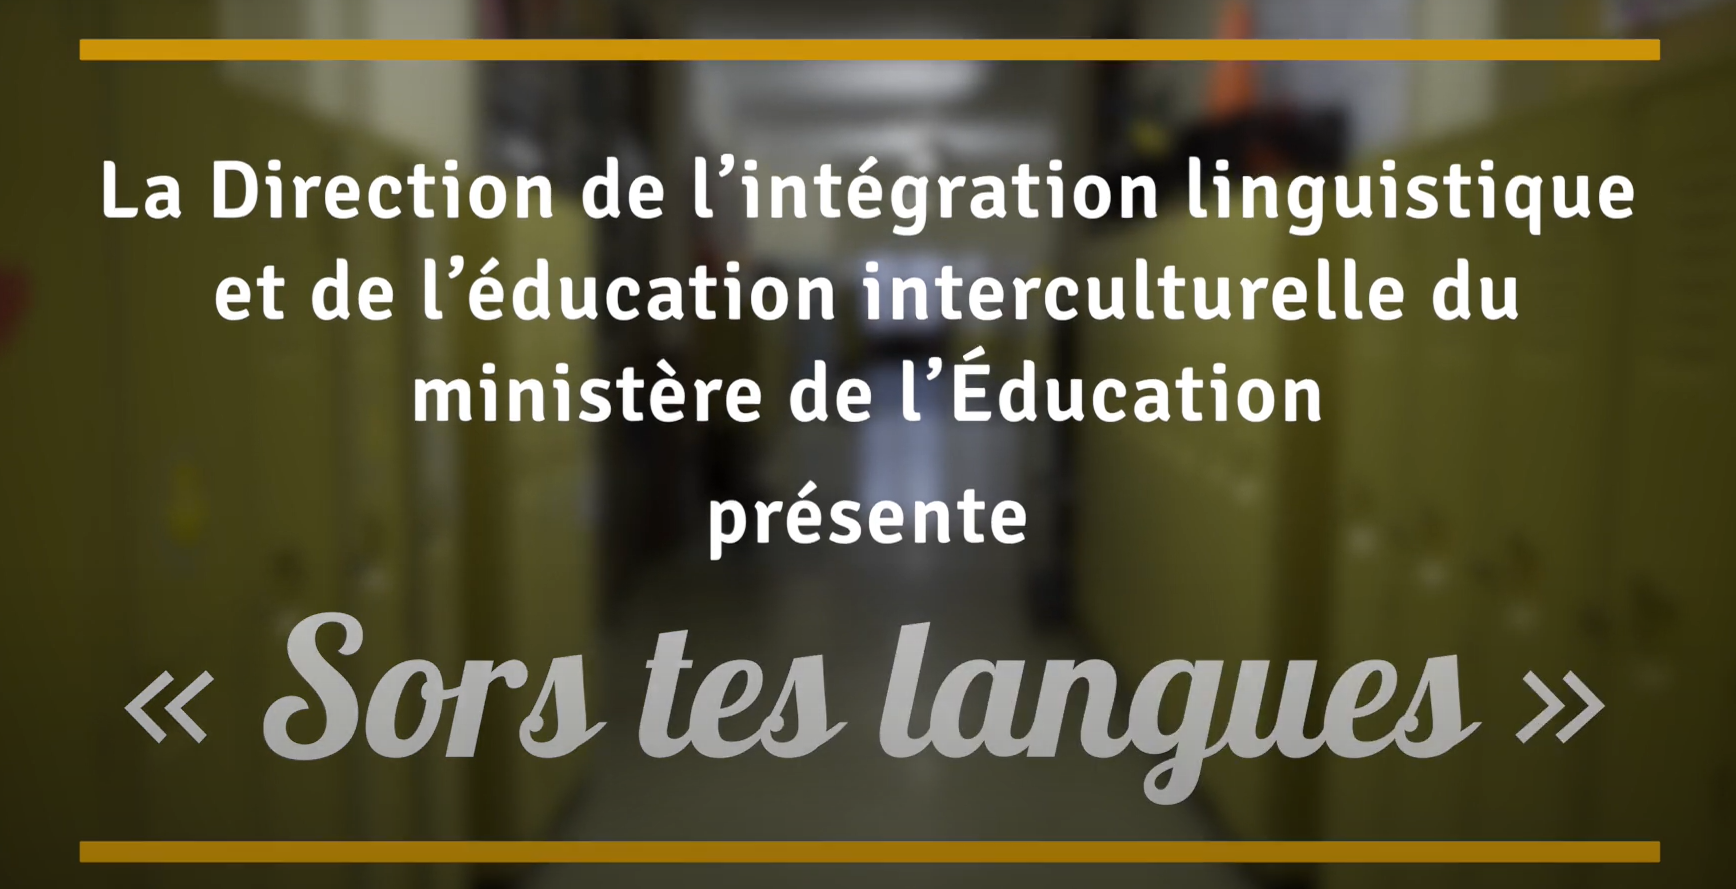 La Direction de l’intégration linguistique
et de l’éducation interculturelle du
ministère de l’Éducation
présente
« Sors tes langues »